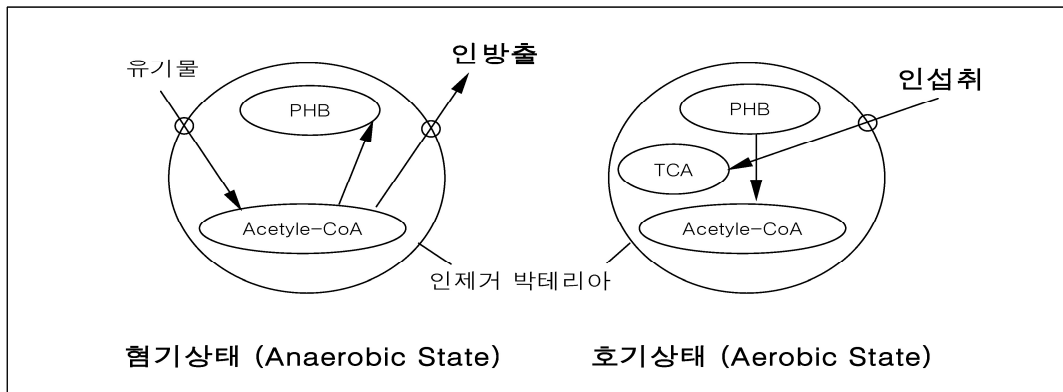 유기물
인방출
PHB
Acetyle-CoA
인섭취
PHB
TCA
Acetyle-CoA
인제거 박테리아
혐기상태 (Anaerobic State)
호기상태 (Aerobic State)